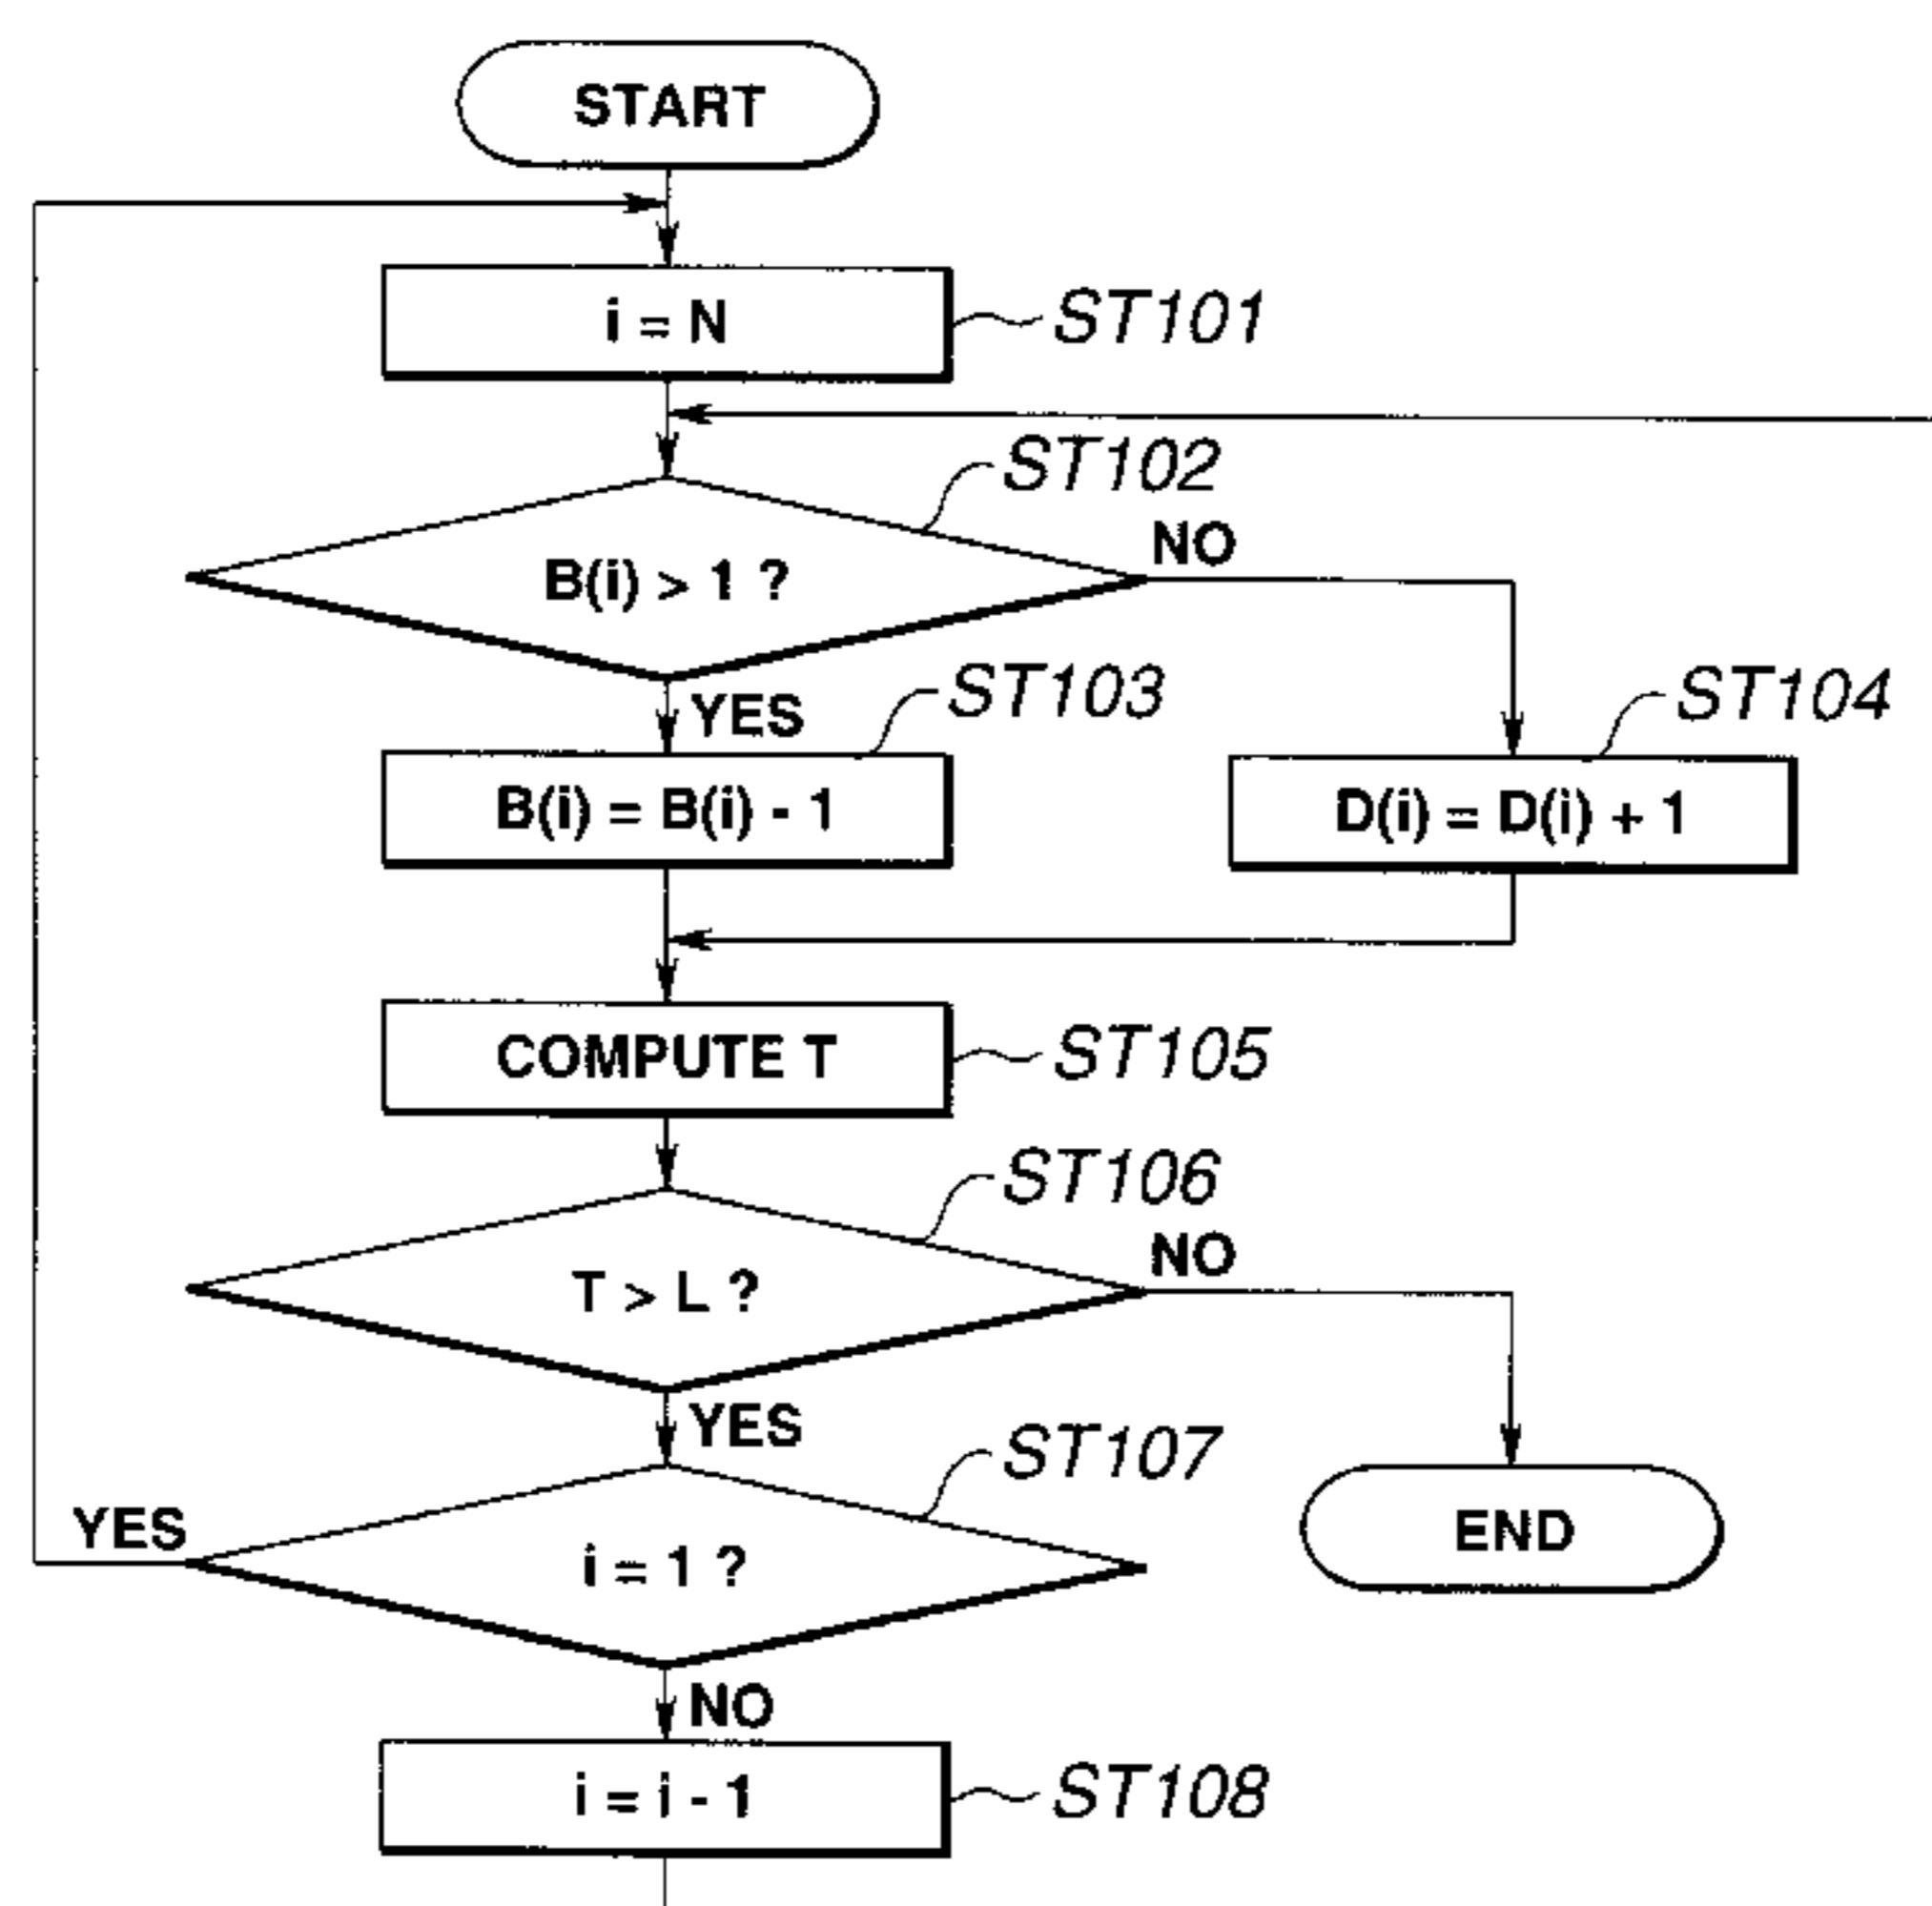 START
i = N
ST101
ST102
B(i) > 1 ?
NO
YES
ST103
ST104
B(i) = B(i) - 1
D(i) = D(i) + 1
COMPUTE T
ST105
ST106
T > L ?
NO
YES
ST107
YES
i = 1 ?
END
NO
i = i - 1
ST108